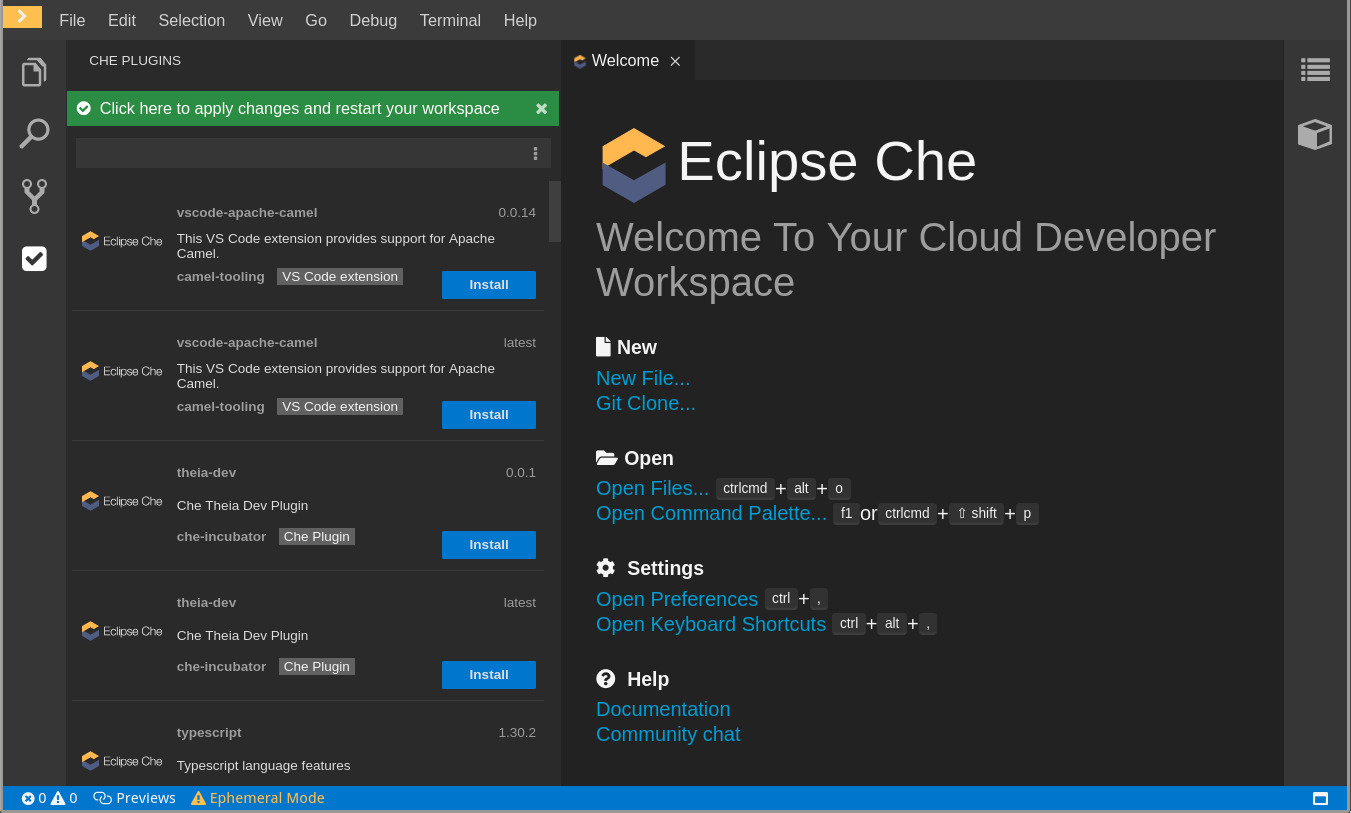 File Edit Selection View Go Debug Terminal Help
CHE PLUGINS
Click here to apply changes and restart your workspace
vscode-apache-camel 0.0.14
Eclipse Che
This VS Code extension provides support for Apache
Camel.
camel-tooling VS Code extension
Install
vscode-apache-camel latest
Eclipse Che
This VS Code extension provides support for Apache
Camel.
camel-tooling VS Code extension
Install
theia-dev 0.0.1
Eclipse Che
Che Theia Dev Plugin
che-incubator Che Plugin
Install
theia-dev latest
Eclipse Che
Che Theia Dev Plugin
che-incubator Che Plugin
Install
typescript 1.30.2
Eclipse Che
Typescript language features
Welcome
Eclipse Che
Welcome To Your Cloud Developer
Workspace
New
New File...
Git Clone...
Open
Open Files... ctrlcmd+alt+o
Open Command Palette... f1orctrlcmd+⇧ shift+p
Settings
Open Preferences ctrl+,
Open Keyboard Shortcuts ctrl+alt+,
Help
Documentation
Community chat
0 0 Previews Ephemeral Mode